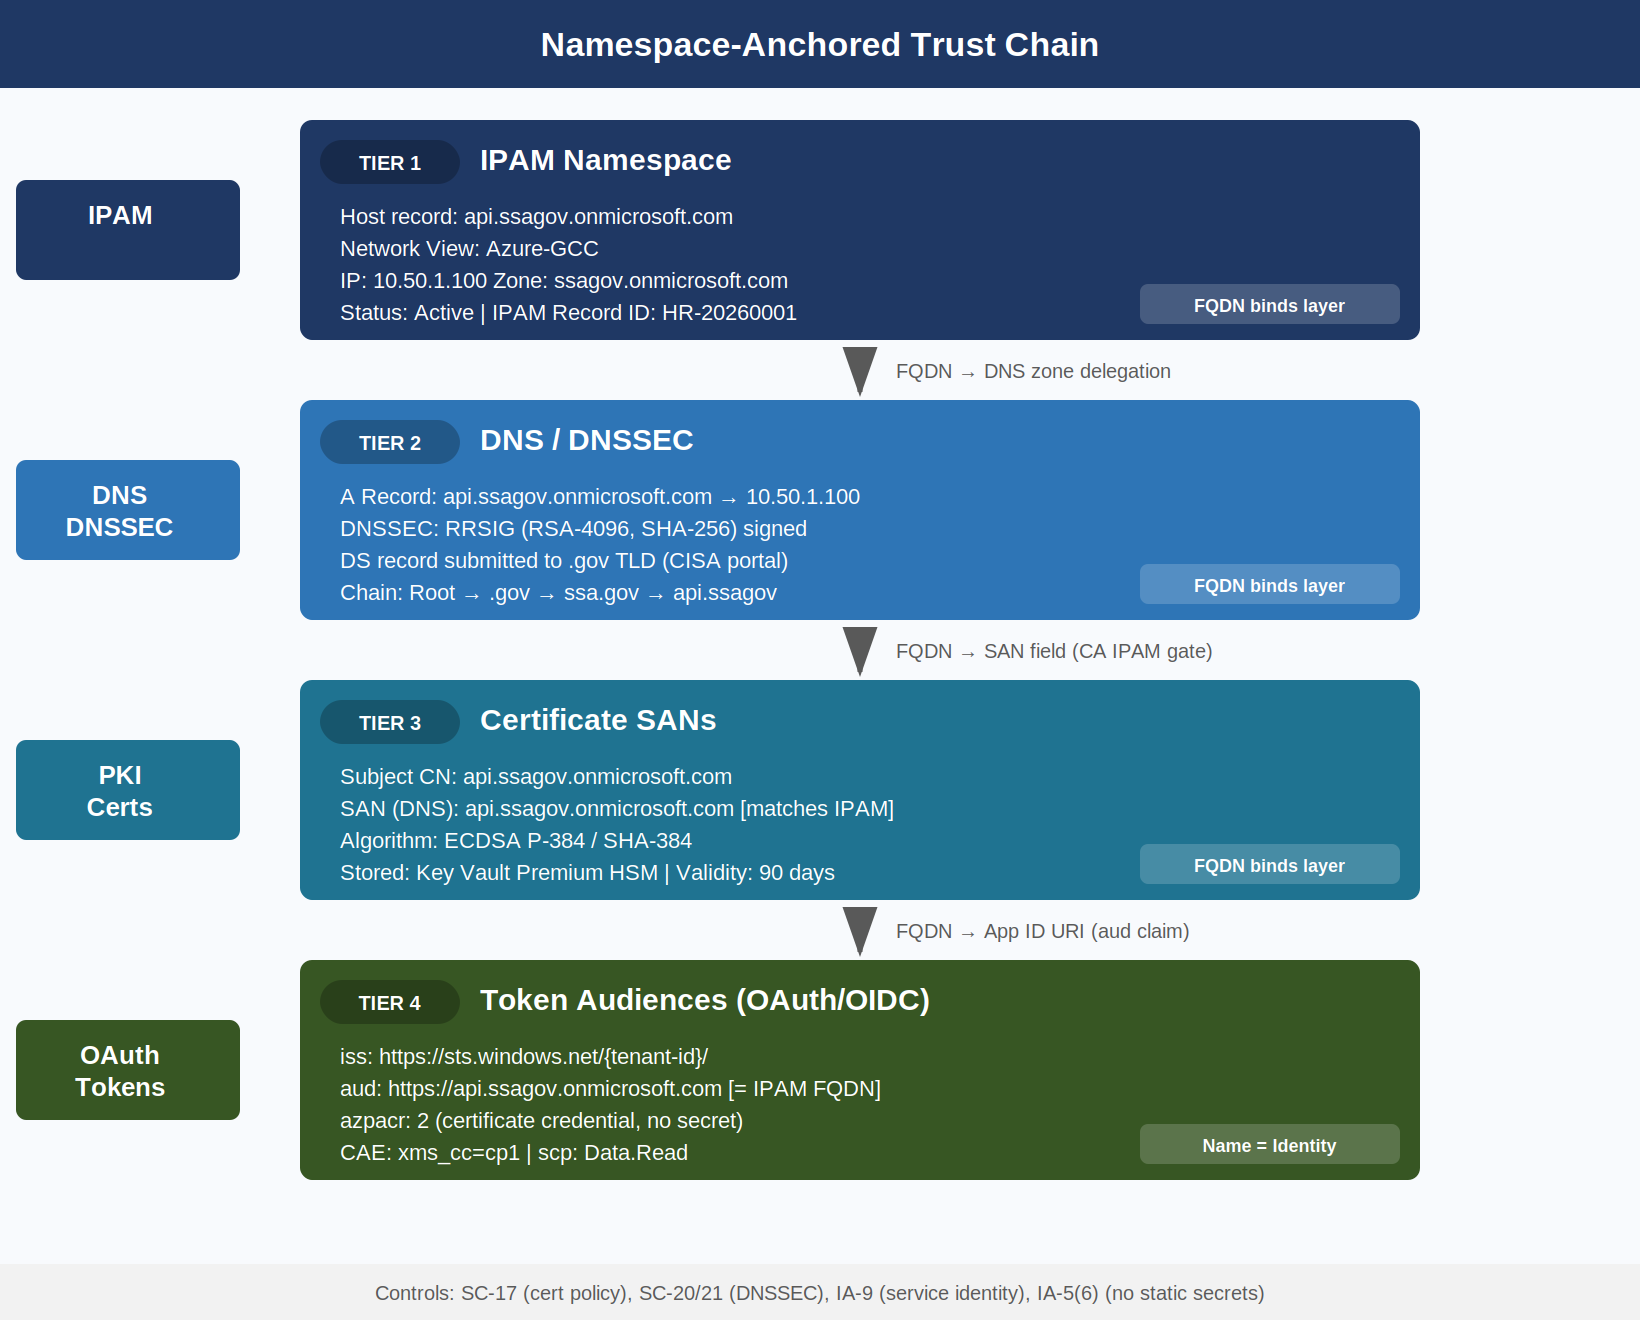 Namespace-Anchored Trust Chain
IPAM
TIER 1
IPAM Namespace
Host record: api.ssagov.onmicrosoft.com
Network View: Azure-GCC
IP: 10.50.1.100 Zone: ssagov.onmicrosoft.com
Status: Active | IPAM Record ID: HR-20260001
FQDN binds layer
FQDN → DNS zone delegation
DNS
DNSSEC
TIER 2
DNS / DNSSEC
A Record: api.ssagov.onmicrosoft.com → 10.50.1.100
DNSSEC: RRSIG (RSA-4096, SHA-256) signed
DS record submitted to .gov TLD (CISA portal)
Chain: Root → .gov → ssa.gov → api.ssagov
FQDN binds layer
FQDN → SAN field (CA IPAM gate)
PKI
Certs
TIER 3
Certificate SANs
Subject CN: api.ssagov.onmicrosoft.com
SAN (DNS): api.ssagov.onmicrosoft.com [matches IPAM]
Algorithm: ECDSA P-384 / SHA-384
Stored: Key Vault Premium HSM | Validity: 90 days
FQDN binds layer
FQDN → App ID URI (aud claim)
OAuth
Tokens
TIER 4
Token Audiences (OAuth/OIDC)
iss: https://sts.windows.net/{tenant-id}/
aud: https://api.ssagov.onmicrosoft.com [= IPAM FQDN]
azpacr: 2 (certificate credential, no secret)
CAE: xms_cc=cp1 | scp: Data.Read
Name = Identity
Controls: SC-17 (cert policy), SC-20/21 (DNSSEC), IA-9 (service identity), IA-5(6) (no static secrets)